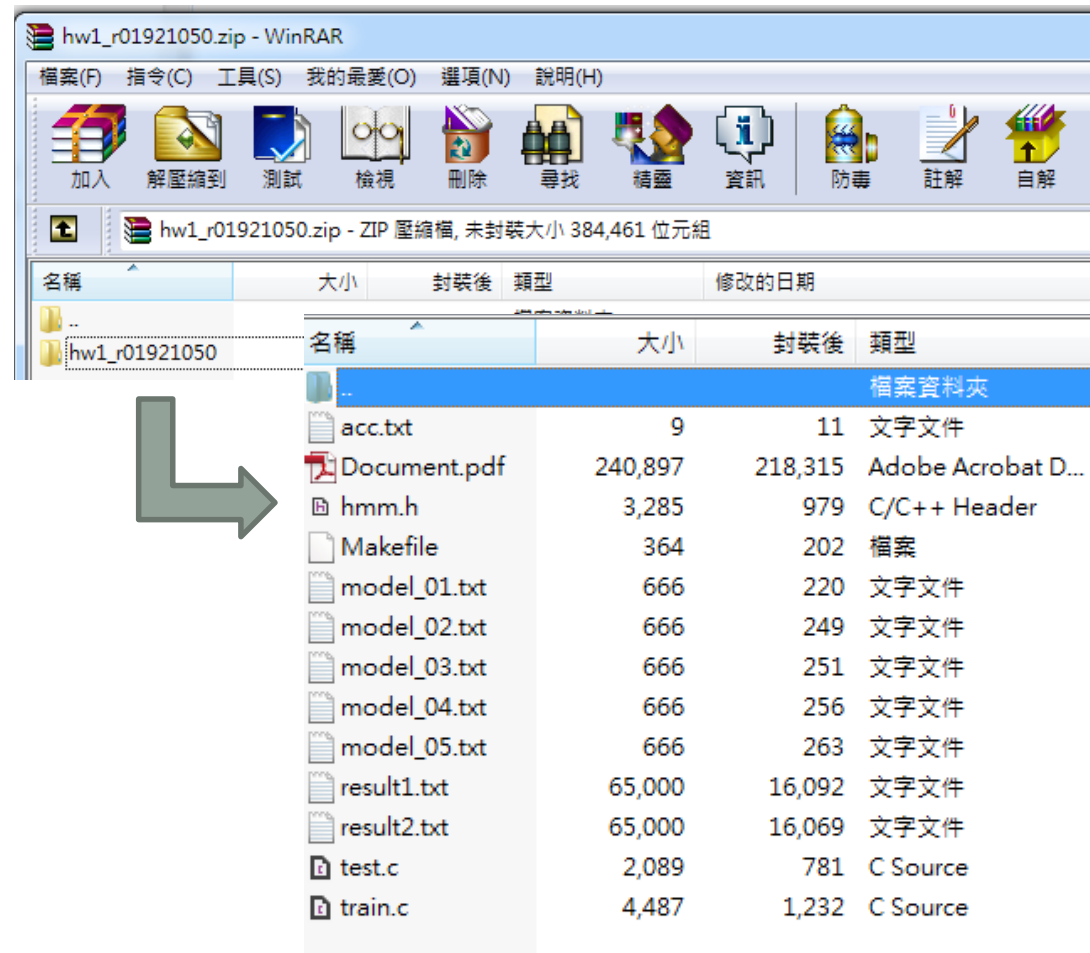 hw1_r01921050.zip - WinRAR
檔案(F) 指令(C) 工具(S) 我的最愛(O) 選項(N) 說明(H)
加入 解壓縮到 測試 檢視 刪除 尋找 精靈 資訊 防毒 註解 自解
hw1_r01921050.zip - ZIP 壓縮檔, 未封裝大小 384,461 位元組
名稱 大小 封裝後 類型 修改的日期
..
hw1_r01921050
名稱 大小 封裝後 類型
.. 檔案資料夾
acc.txt 9 11 文字文件
Document.pdf 240,897 218,315 Adobe Acrobat D...
hmm.h 3,285 979 C/C++ Header
Makefile 364 202 檔案
model_01.txt 666 220 文字文件
model_02.txt 666 249 文字文件
model_03.txt 666 251 文字文件
model_04.txt 666 256 文字文件
model_05.txt 666 263 文字文件
result1.txt 65,000 16,092 文字文件
result2.txt 65,000 16,069 文字文件
test.c 2,089 781 C Source
train.c 4,487 1,232 C Source